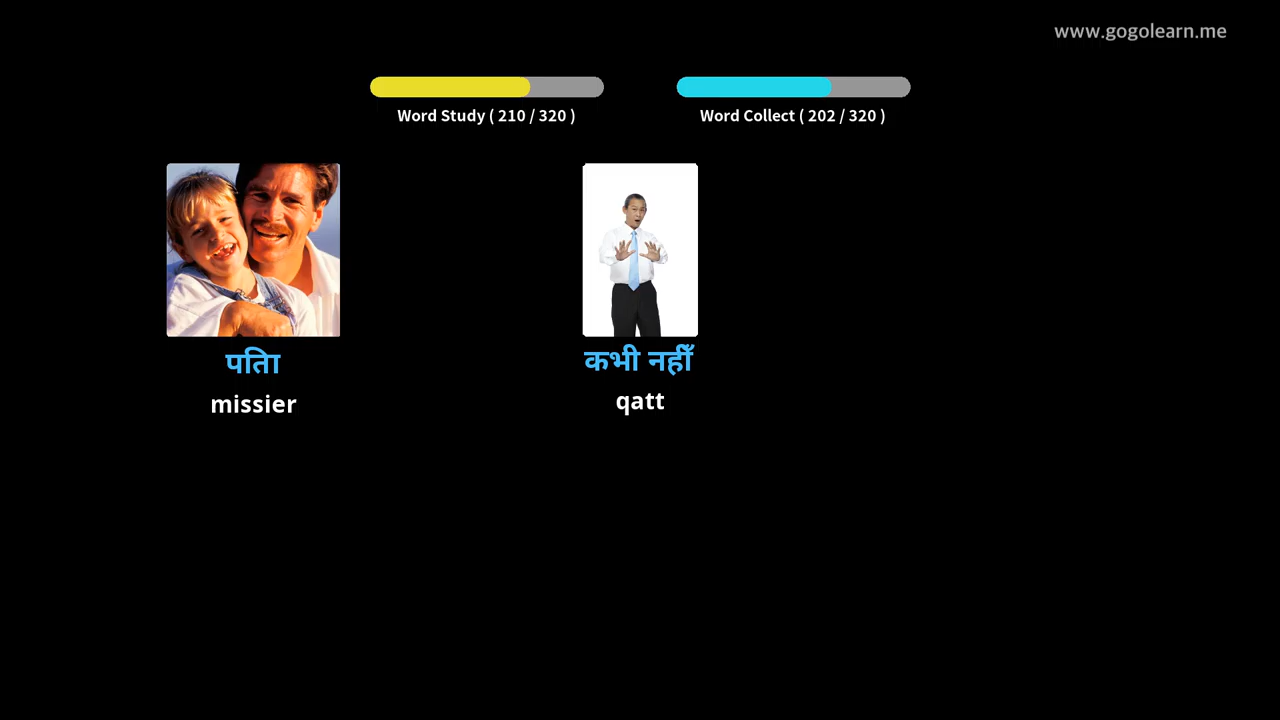 www.gogolearn.me
Word Study ( 210 / 320 )
Word Collect ( 202 / 320 )
पिता
कभी नहीँ
missier
qatt